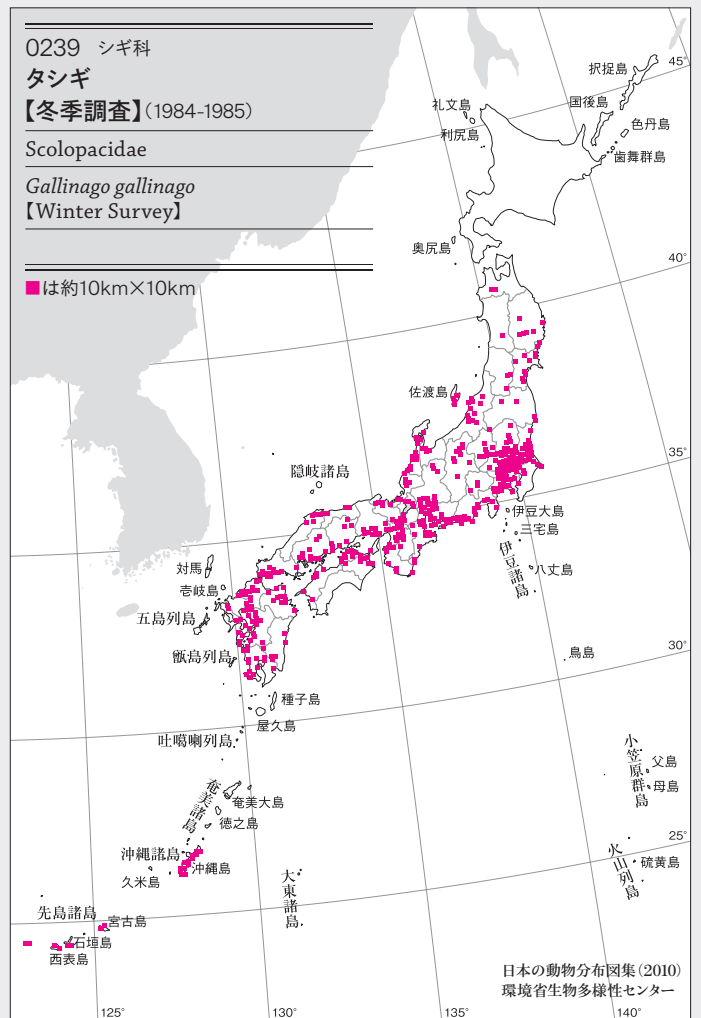 0239 シギ科
タシギ
【冬季調査】(1984-1985)
Scolopacidae
Gallinago gallinago
【Winter Survey】
■は約10km×10km
択捉島
45°
礼文島
国後島
利尻島
色丹島
歯舞群島
奥尻島
40°
佐渡島
35°
隠岐諸島
伊豆大島
三宅島
伊豆諸島
八丈島
対馬
壱岐島
五島列島
甑島列島
鳥島
30°
種子島
屋久島
吐噶喇列島
小笠原群島
父島
母島
奄美諸島
奄美大島
徳之島
25°
沖縄諸島
沖縄島
久米島
火山列島
硫黄島
大東諸島
先島諸島
宮古島
石垣島
西表島
日本の動物分布図集(2010)
環境省生物多様性センター
125°
130°
135°
140°